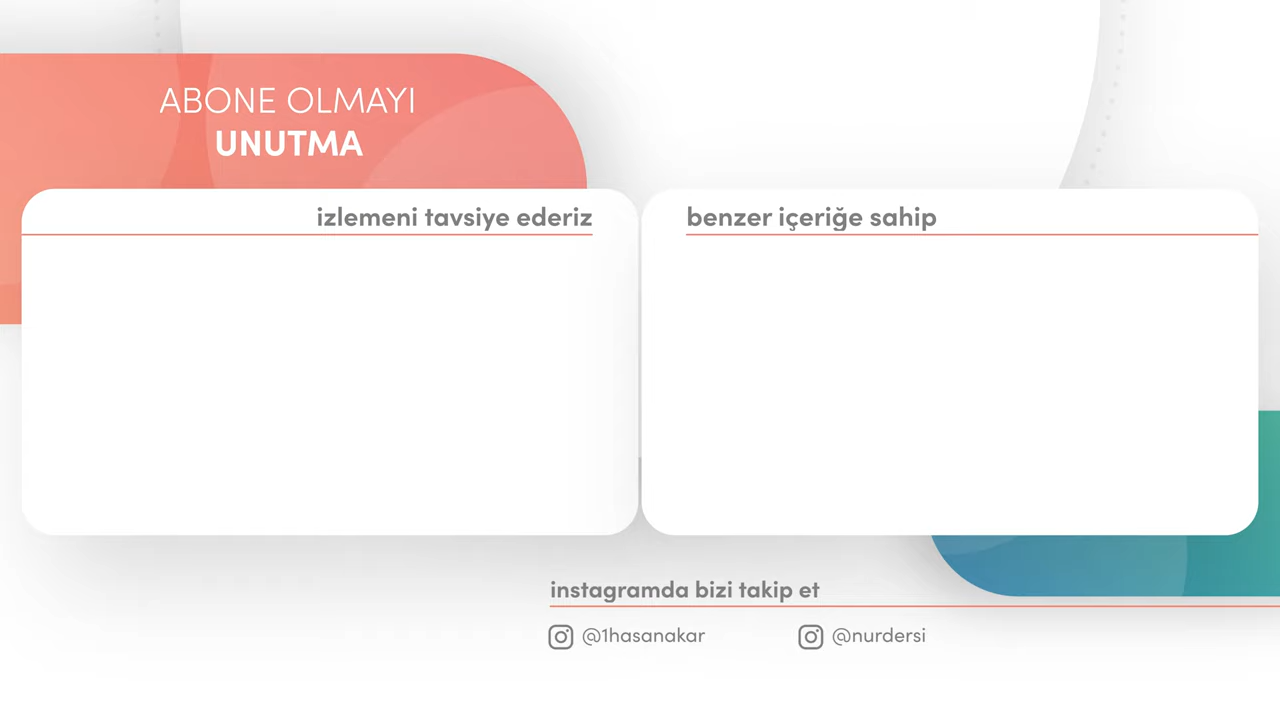 ABONE OLMAYI
UNUTMA
izlemeni tavsiye ederiz
benzer içeriğe sahip
instagramda bizi takip et
@1hasanakar
@nurdersi